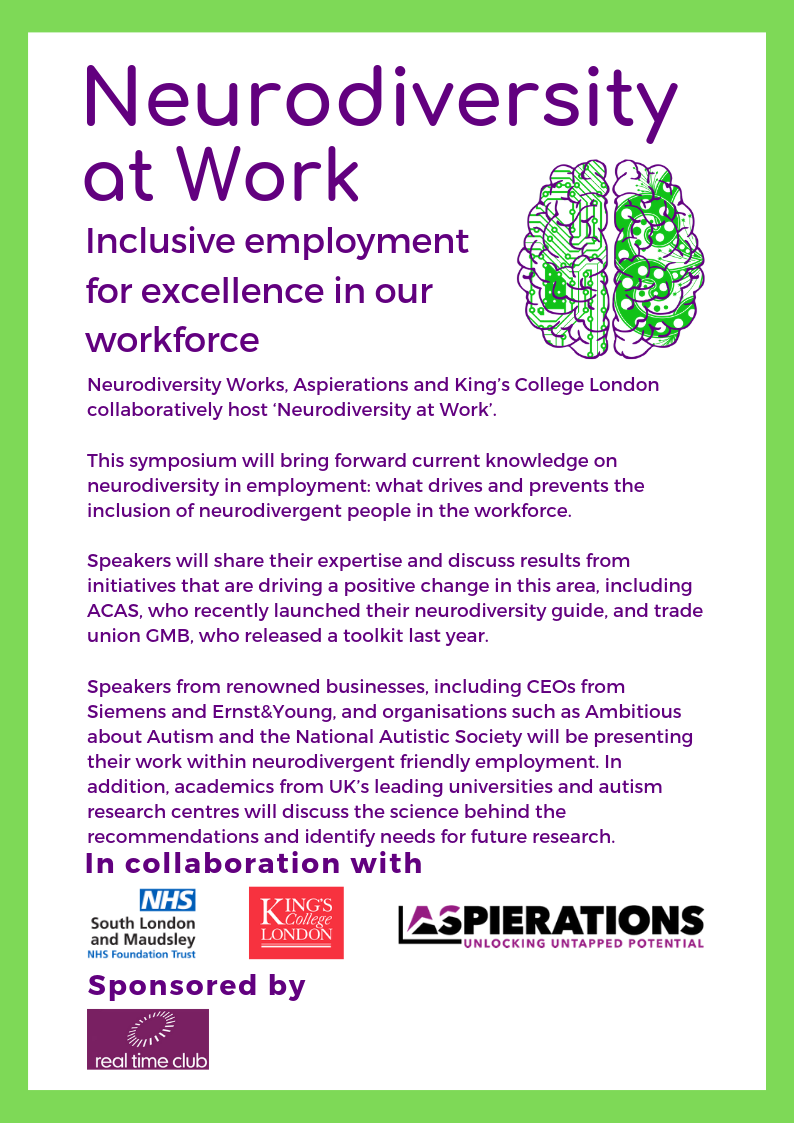 Neurodiversity
at Work
Inclusive employment
for excellence in our
workforce
Neurodiversity Works, Aspierations and King's College London
collaboratively host ‘Neurodiversity at Work’.
This symposium will bring forward current knowledge on
neurodiversity in employment: what drives and prevents the
inclusion of neurodivergent people in the workforce.
Speakers will share their expertise and discuss results from
initiatives that are driving a positive change in this area, including
ACAS, who recently launched their neurodiversity guide, and trade
union GMB, who released a toolkit last year.
Speakers from renowned businesses, including CEOs from
Siemens and Ernst&Young, and organisations such as Ambitious
about Autism and the National Autistic Society will be presenting
their work within neurodivergent friendly employment. In
addition, academics from UK's leading universities and autism
research centres will discuss the science behind the
recommendations and identify needs for future research.
In collaboration with
NHS
South London
and Maudsley
NHS Foundation Trust
KING'S
College
LONDON
ASPIERATIONS
UNLOCKING UNTAPPED POTENTIAL
Sponsored by
real time club